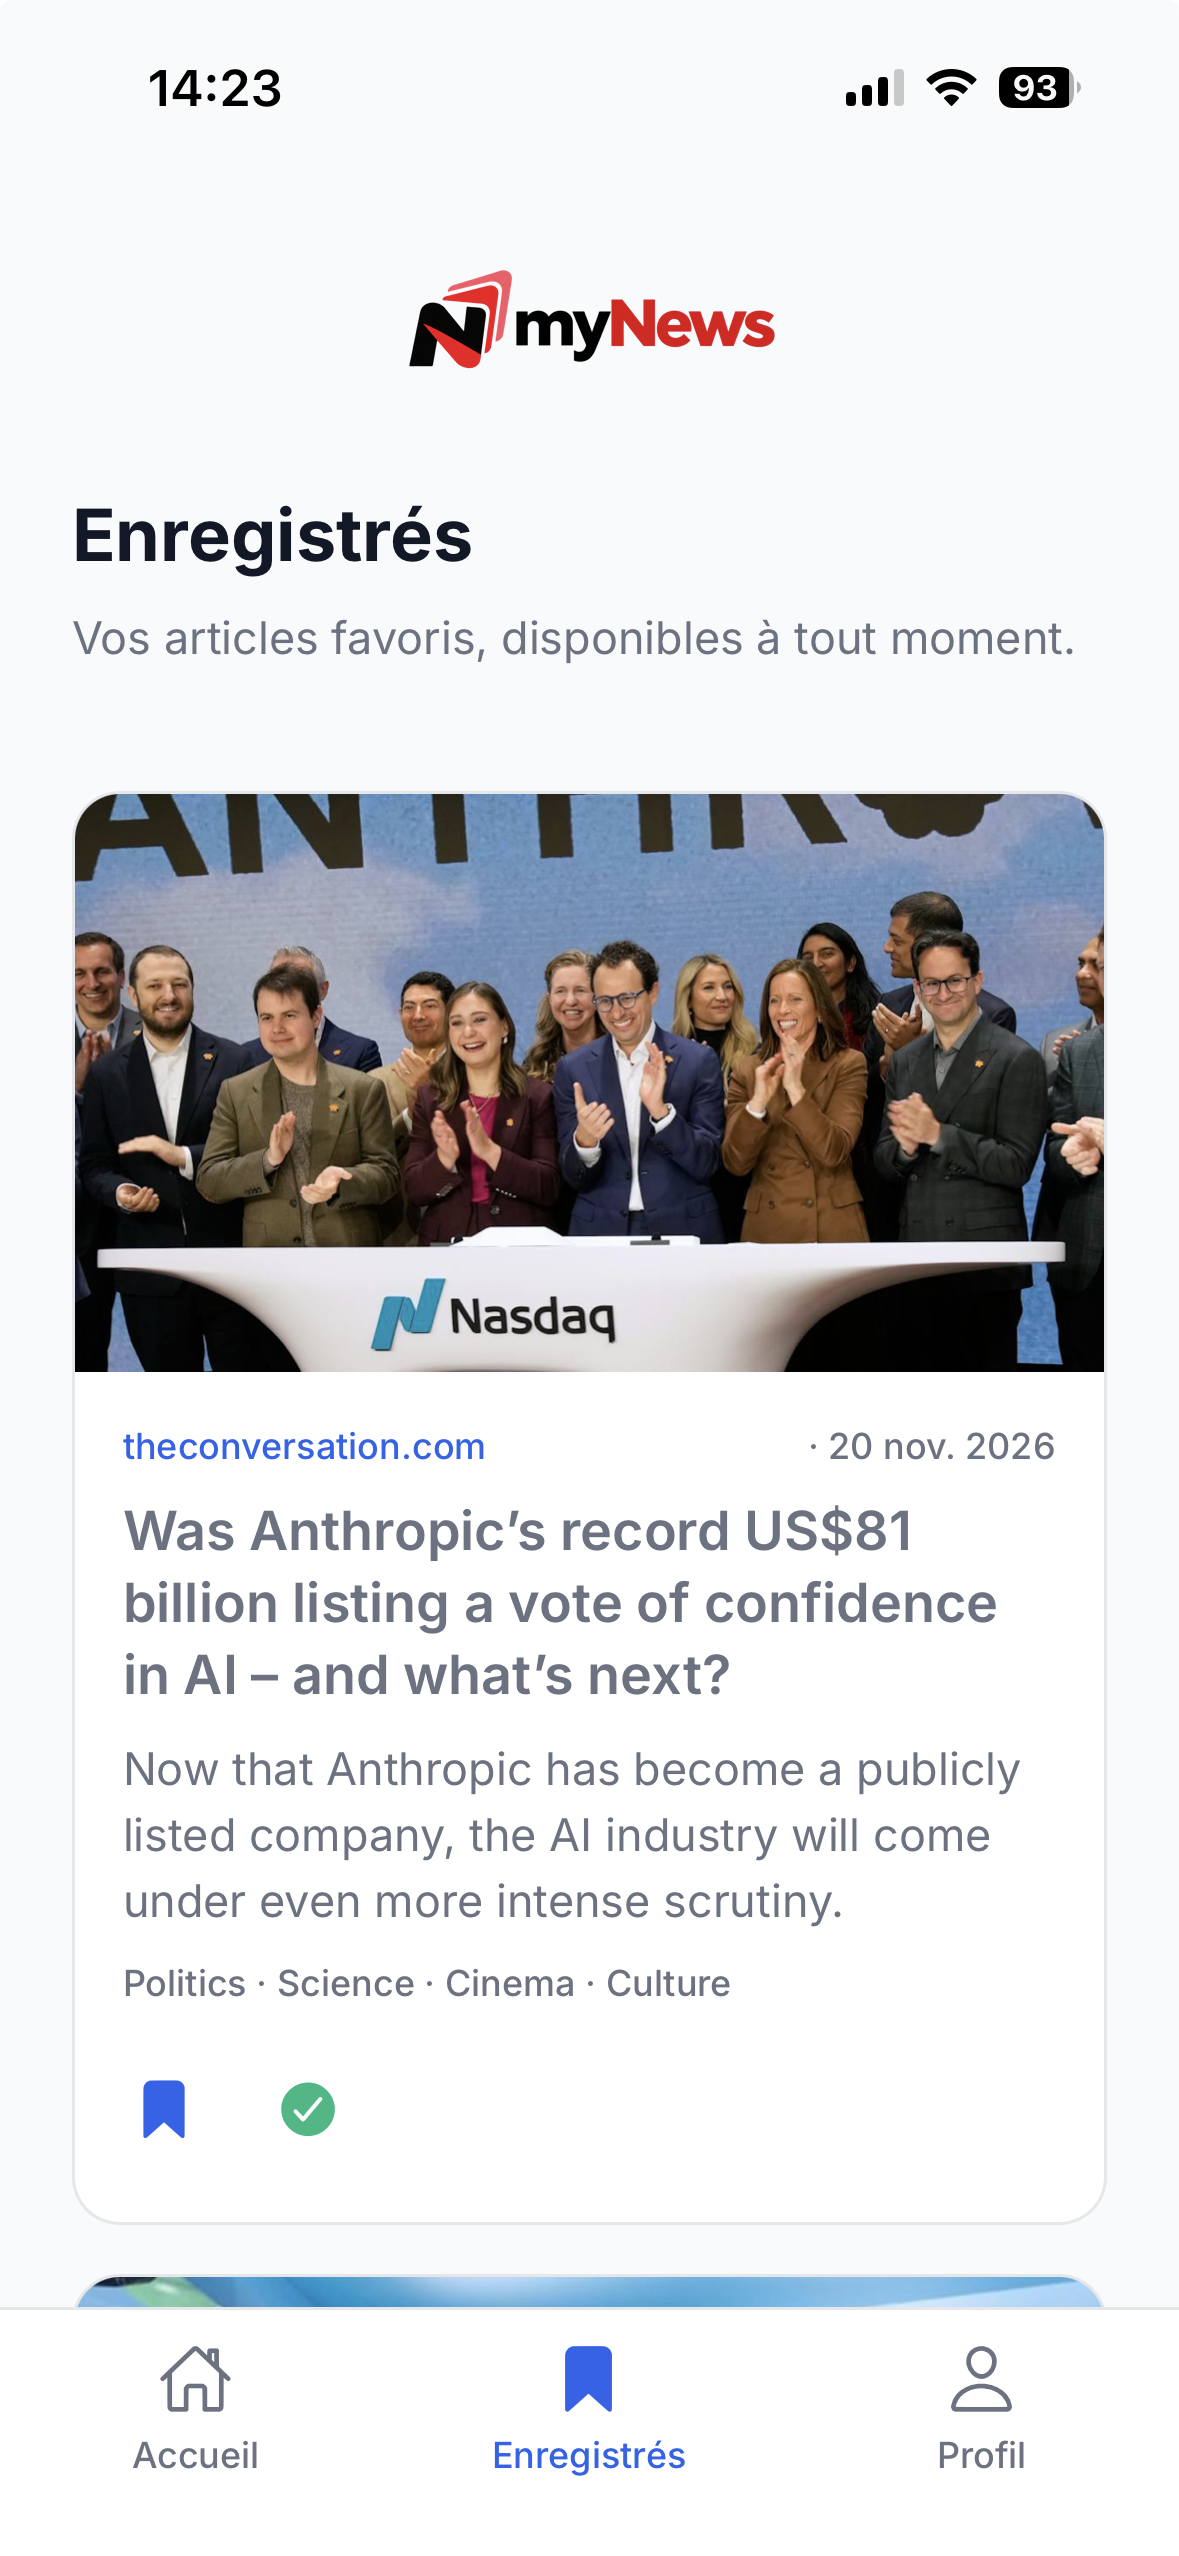 14:23
93
myNews
Enregistrés
Vos articles favoris, disponibles à tout moment.
ANTHRO
Nasdaq
theconversation.com · 20 nov. 2026
Was Anthropic’s record US$81
billion listing a vote of confidence
in AI – and what’s next?
Now that Anthropic has become a publicly
listed company, the AI industry will come
under even more intense scrutiny.
Politics · Science · Cinema · Culture
Accueil
Enregistrés
Profil